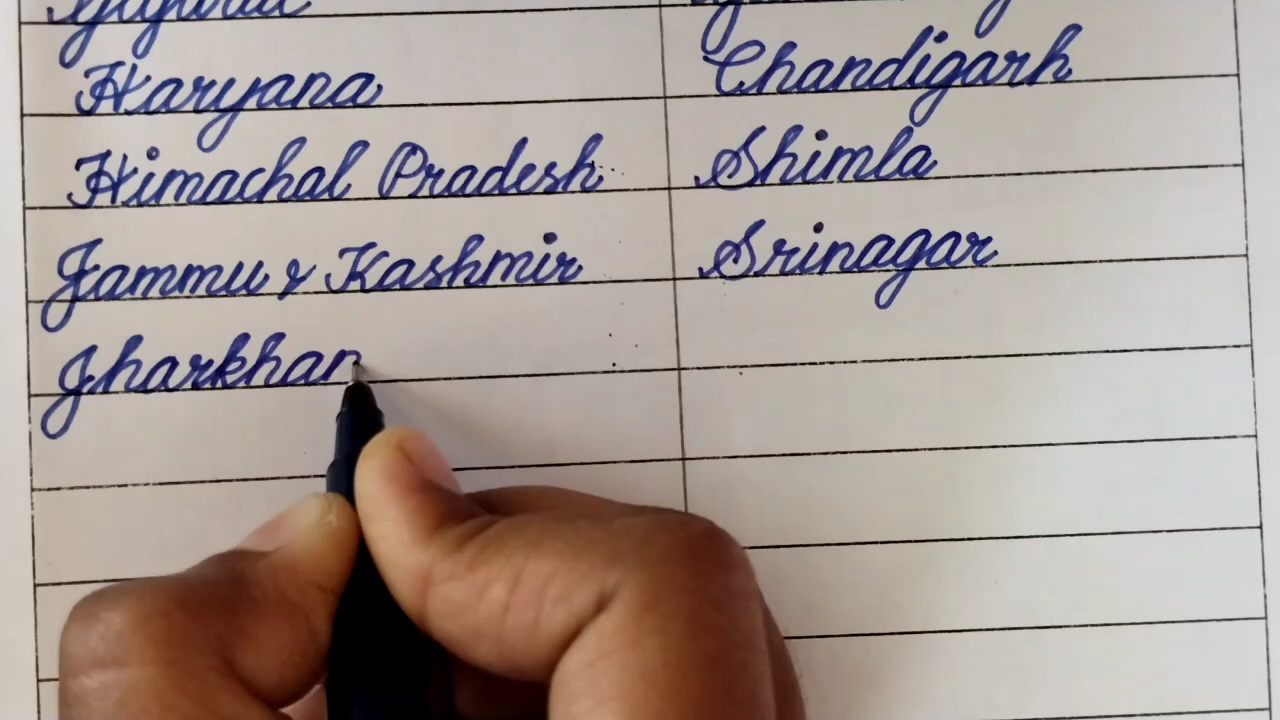 Haryana Chandigarh
Himachal Pradesh Shimla
Jammu & Kashmir Srinagar
Jharkhan